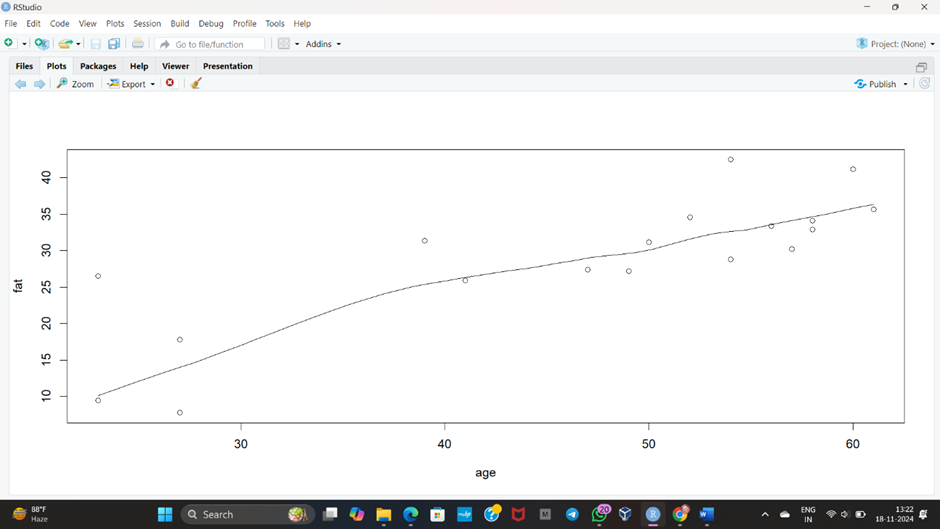 RStudio
File Edit Code View Plots Session Build Debug Profile Tools Help
Go to file/function Addins Project: (None)
Files Plots Packages Help Viewer Presentation
Zoom Export Publish
40
35
30
25
20
15
10
fat
30 40 50 60
age
88°F
Haze
Search
20
ENG
IN
13:22
18-11-2024